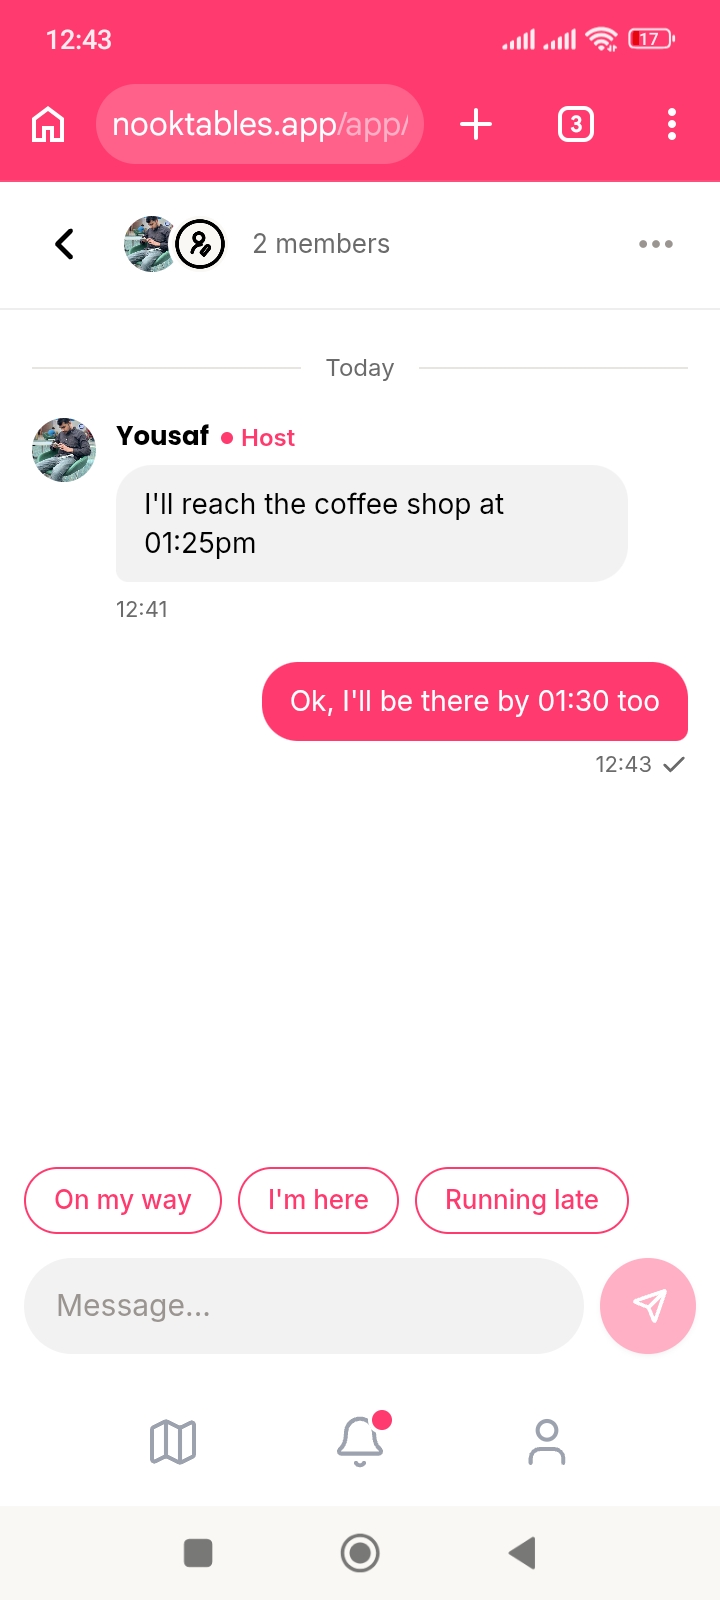 12:43
17
nooktables.app/app/
3
2 members
Today
Yousaf
Host
I'll reach the coffee shop at
01:25pm
12:41
Ok, I'll be there by 01:30 too
12:43
On my way
I'm here
Running late
Message...